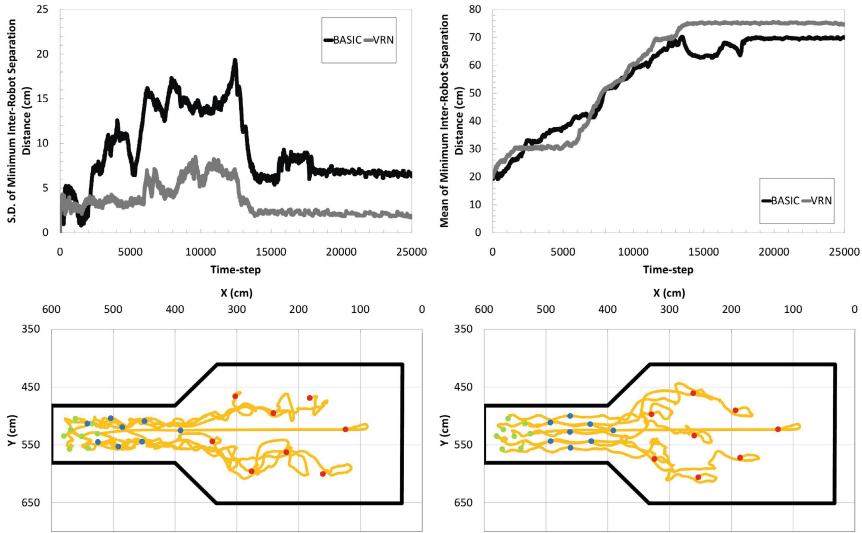 25
20
15
10
5
0
S.D. of Minimum Inter-Robot Separation
Distance (cm)
BASIC VRN
0 5000 10000 15000 20000 25000
Time-step
80
70
60
50
40
30
20
10
0
Mean of Minimum Inter-Robot Separation
Distance (cm)
BASIC VRN
0 5000 10000 15000 20000 25000
Time-step
X (cm)
600 500 400 300 200 100 0
350
450
550
650
Y (cm)
X (cm)
600 500 400 300 200 100 0
350
450
550
650
Y (cm)